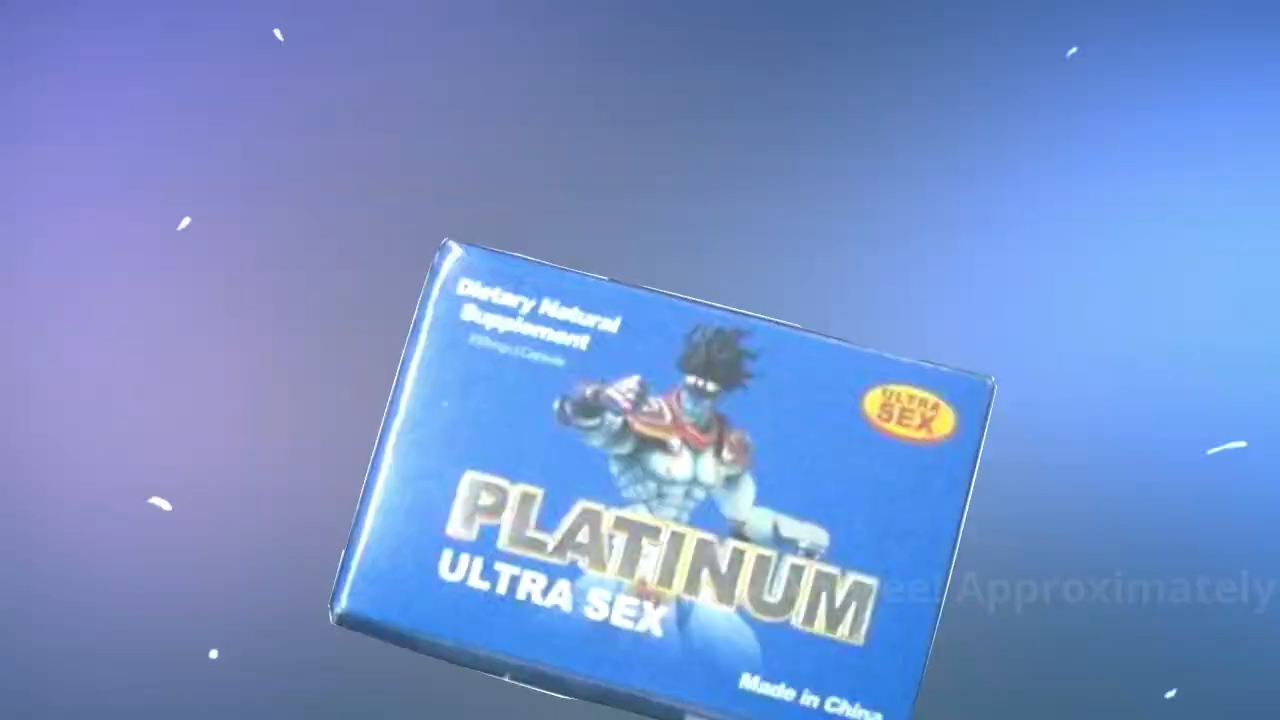 Dietary Natural
Supplement
ULTRA
SEX
PLATINUM
ULTRA SEX
Approximately
Made in China